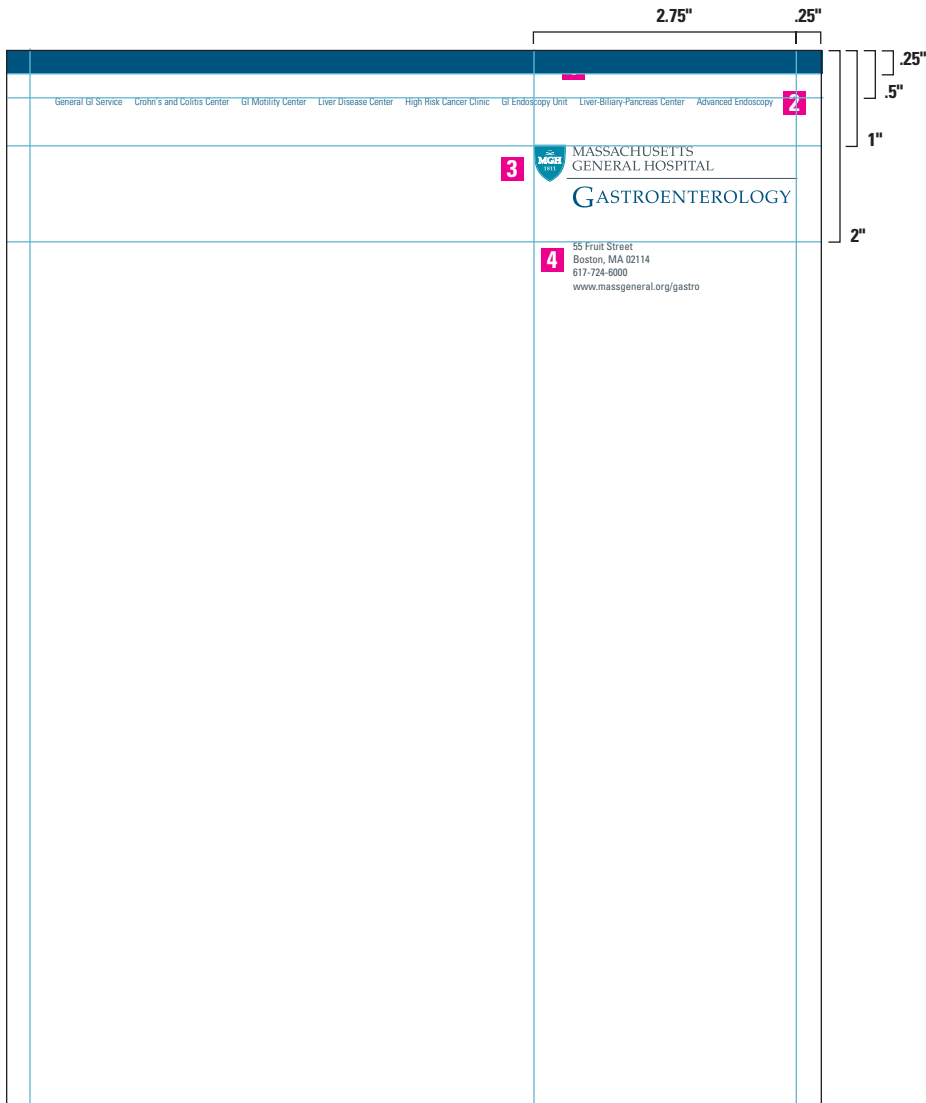 2.75" .25"
.25"
.5"
General GI Service Crohn's and Colitis Center GI Motility Center Liver Disease Center High Risk Cancer Clinic GI Endoscopy Unit Liver-Biliary-Pancreas Center Advanced Endoscopy 2
1"
3
MGH
1811
MASSACHUSETTS
GENERAL HOSPITAL
GASTROENTEROLOGY
2"
4
55 Fruit Street
Boston, MA 02114
617-724-6000
www.massgeneral.org/gastro